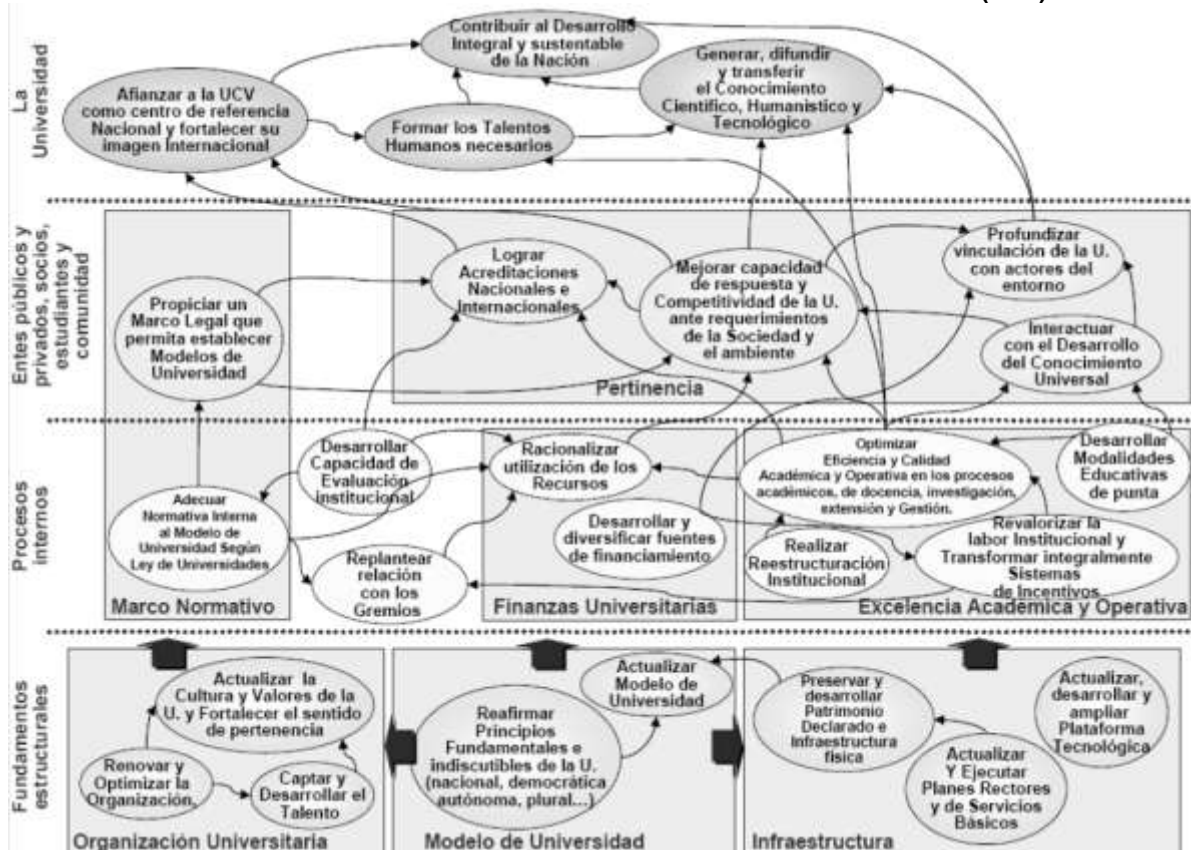 La
Universidad
Contribuir al Desarrollo
Integral y sustentable
de la Nación
Generar, difundir
y transferir
el Conocimiento
Científico, Humanístico y
Tecnológico
Afianzar a la UCV
como centro de referencia
Nacional y fortalecer su
imagen Internacional
Formar los Talentos
Humanos necesarios
Entes públicos y
privados, socios,
estudiantes y
comunidad
Propiciar un
Marco Legal que
permita establecer
Modelos de
Universidad
Lograr
Acreditaciones
Nacionales e
Internacionales
Mejorar capacidad
de respuesta y
Competitividad de la U.
ante requerimientos
de la Sociedad y
el ambiente
Profundizar
vinculación de la U.
con actores del
entorno
Interactuar
con el Desarrollo
del Conocimiento
Universal
Pertinencia
Procesos
internos
Adecuar
Normativa Interna
al Modelo de
Universidad Según
Ley de Universidades
Desarrollar
Capacidad de
Evaluación
institucional
Replantear
relación
con los
Gremios
Racionalizar
utilización de los
Recursos
Desarrollar y
diversificar fuentes
de financiamiento
Optimizar
Eficiencia y Calidad
Académica y Operativa en los procesos
académicos, de docencia, investigación,
extensión y Gestión.
Desarrollar
Modalidades
Educativas
de punta
Realizar
Reestructuración
Institucional
Revalorizar la
labor Institucional y
Transformar integralmente
Sistemas
de Incentivos
Marco Normativo
Finanzas Universitarias
Excelencia Académica y Operativa
Fundamentos
estructurales
Actualizar la
Cultura y Valores de la
U. y Fortalecer el sentido
de pertenencia
Renovar y
Optimizar la
Organización.
Captar y
Desarrollar el
Talento
Organización Universitaria
Reafirmar
Principios
Fundamentales e
indiscutibles de la U.
(nacional, democrática
autónoma, plural...)
Actualizar
Modelo de
Universidad
Modelo de Universidad
Preservar y
desarrollar
Patrimonio
Declarado e
Infraestructura
física
Actualizar
Y Ejecutar
Planes Rectores
y de Servicios
Básicos
Actualizar,
desarrollar y
ampliar
Plataforma
Tecnológica
Infraestructura